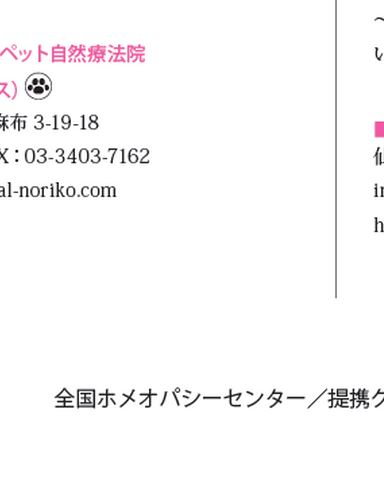 ペット自然療法院
ス)
麻布 3-19-18
X：03-3403-7162
al-noriko.com
〜
い
■
仙
in
h
全国ホメオパシーセンター／提携ク